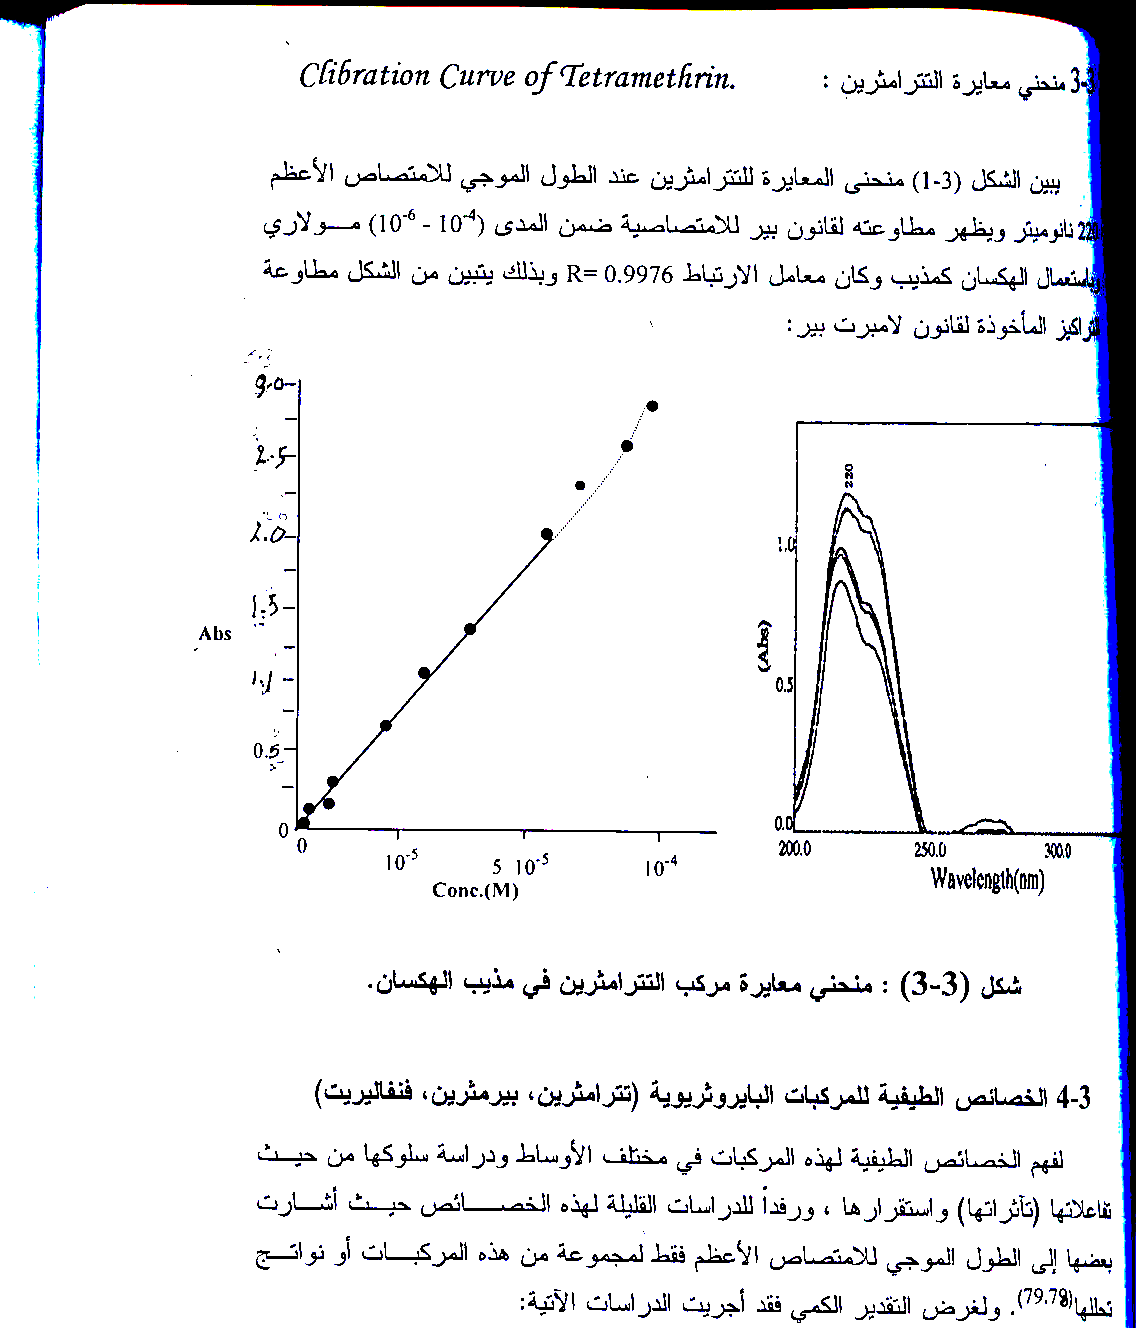 3-3 منحني معايرة التترامثرين : Clibration Curve of Tetramethrin.
يبين الشكل (3-1) منحنى المعايرة للتترامثرين عند الطول الموجي للامتصاص الأعظم
220 نانوميتر ويظهر مطاوعته لقانون بير للامتصاصية ضمن المدى (10⁻⁴ - 10⁻⁶) مولاري
باستعمال الهكسان كمذيب وكان معامل الارتباط R= 0.9976 وبذلك يتبين من الشكل مطاوعة
التراكيز المأخوذة لقانون لامبرت بير:
3.0
2.5
2.0
1.5
1.1
0.5
0
Abs
0 10⁻⁵ 5 10⁻⁵ 10⁻⁴
Conc.(M)
220
1.0
0.5
0.0
(Abs)
200.0 250.0 300.0
Wavelength(nm)
شكل (3-3) : منحني معايرة مركب التترامثرين في مذيب الهكسان.
4-3 الخصائص الطيفية للمركبات البايروثريوية (تترامثرين، بيرمثرين، فنفاليريت)
لفهم الخصائص الطيفية لهذه المركبات في مختلف الأوساط ودراسة سلوكها من حيث
تفاعلاتها (تآثراتها) واستقرارها ، ورفداً للدراسات القليلة لهذه الخصائص حيث أشارت
بعضها إلى الطول الموجي للامتصاص الأعظم فقط لمجموعة من هذه المركبات أو نواتج
تحللها(79،78). ولغرض التقدير الكمي فقد أجريت الدراسات الآتية: